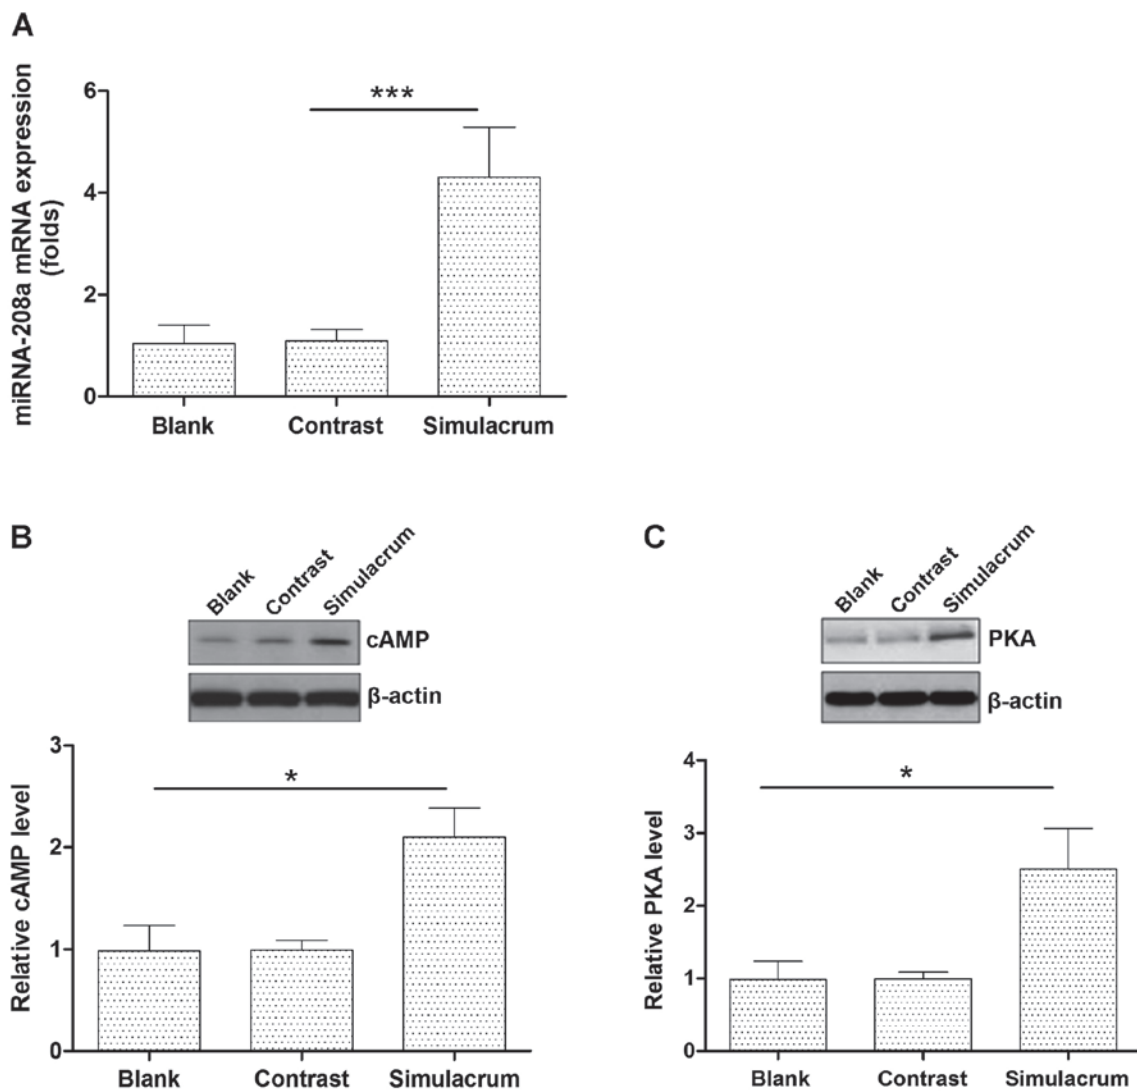 A
miRNA-208a mRNA expression
(folds)
6
4
2
0
***
Blank
Contrast
Simulacrum
B
Blank
Contrast
Simulacrum
cAMP
β-actin
Relative cAMP level
3
2
1
0
*
Blank
Contrast
Simulacrum
C
Blank
Contrast
Simulacrum
PKA
β-actin
Relative PKA level
4
3
2
1
0
*
Blank
Contrast
Simulacrum